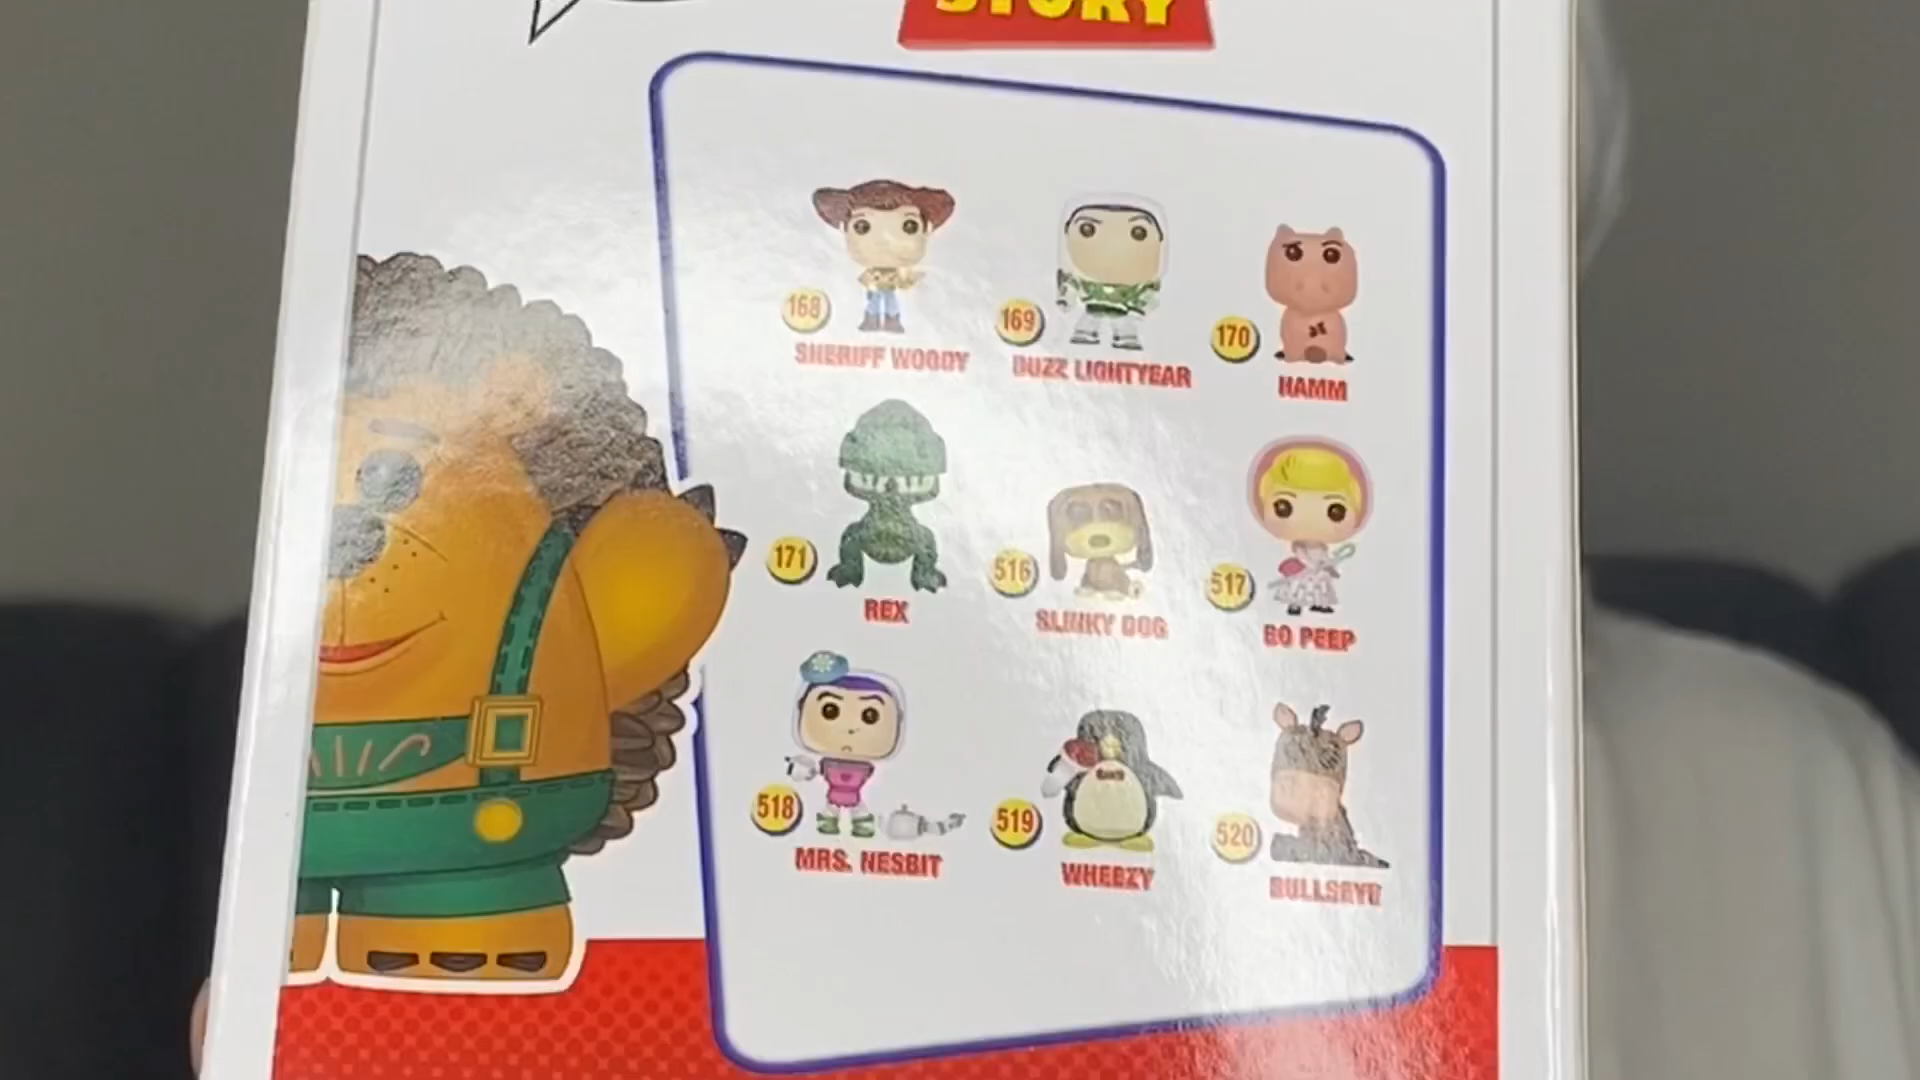 STORY
168
SHERIFF WOODY
169
BUZZ LIGHTYEAR
170
HAMM
171
REX
516
SLINKY DOG
517
BO PEEP
518
MRS. NESBIT
519
WHEEZY
520
BULLSEYE